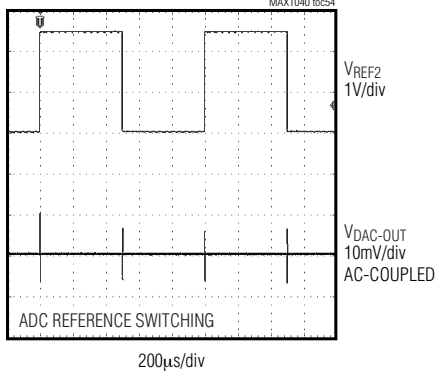 MAX1040 toc54
VREF2
1V/div
VDAC-OUT
10mV/div
AC-COUPLED
ADC REFERENCE SWITCHING
200µs/div